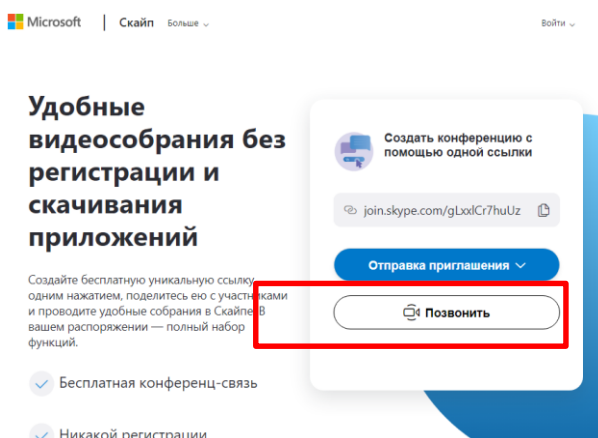 Microsoft | Скайп Больше
Войти
Удобные
видеособрания без
регистрации и
скачивания
приложений
Создайте бесплатную уникальную ссылку
одним нажатием, поделитесь ею с участниками
и проводите удобные собрания в Скайпе. В
вашем распоряжении — полный набор
функций.
Бесплатная конференц-связь
Никакой регистрации
Создать конференцию с
помощью одной ссылки
join.skype.com/gLxxlCr7huUz
Отправка приглашения
Позвонить